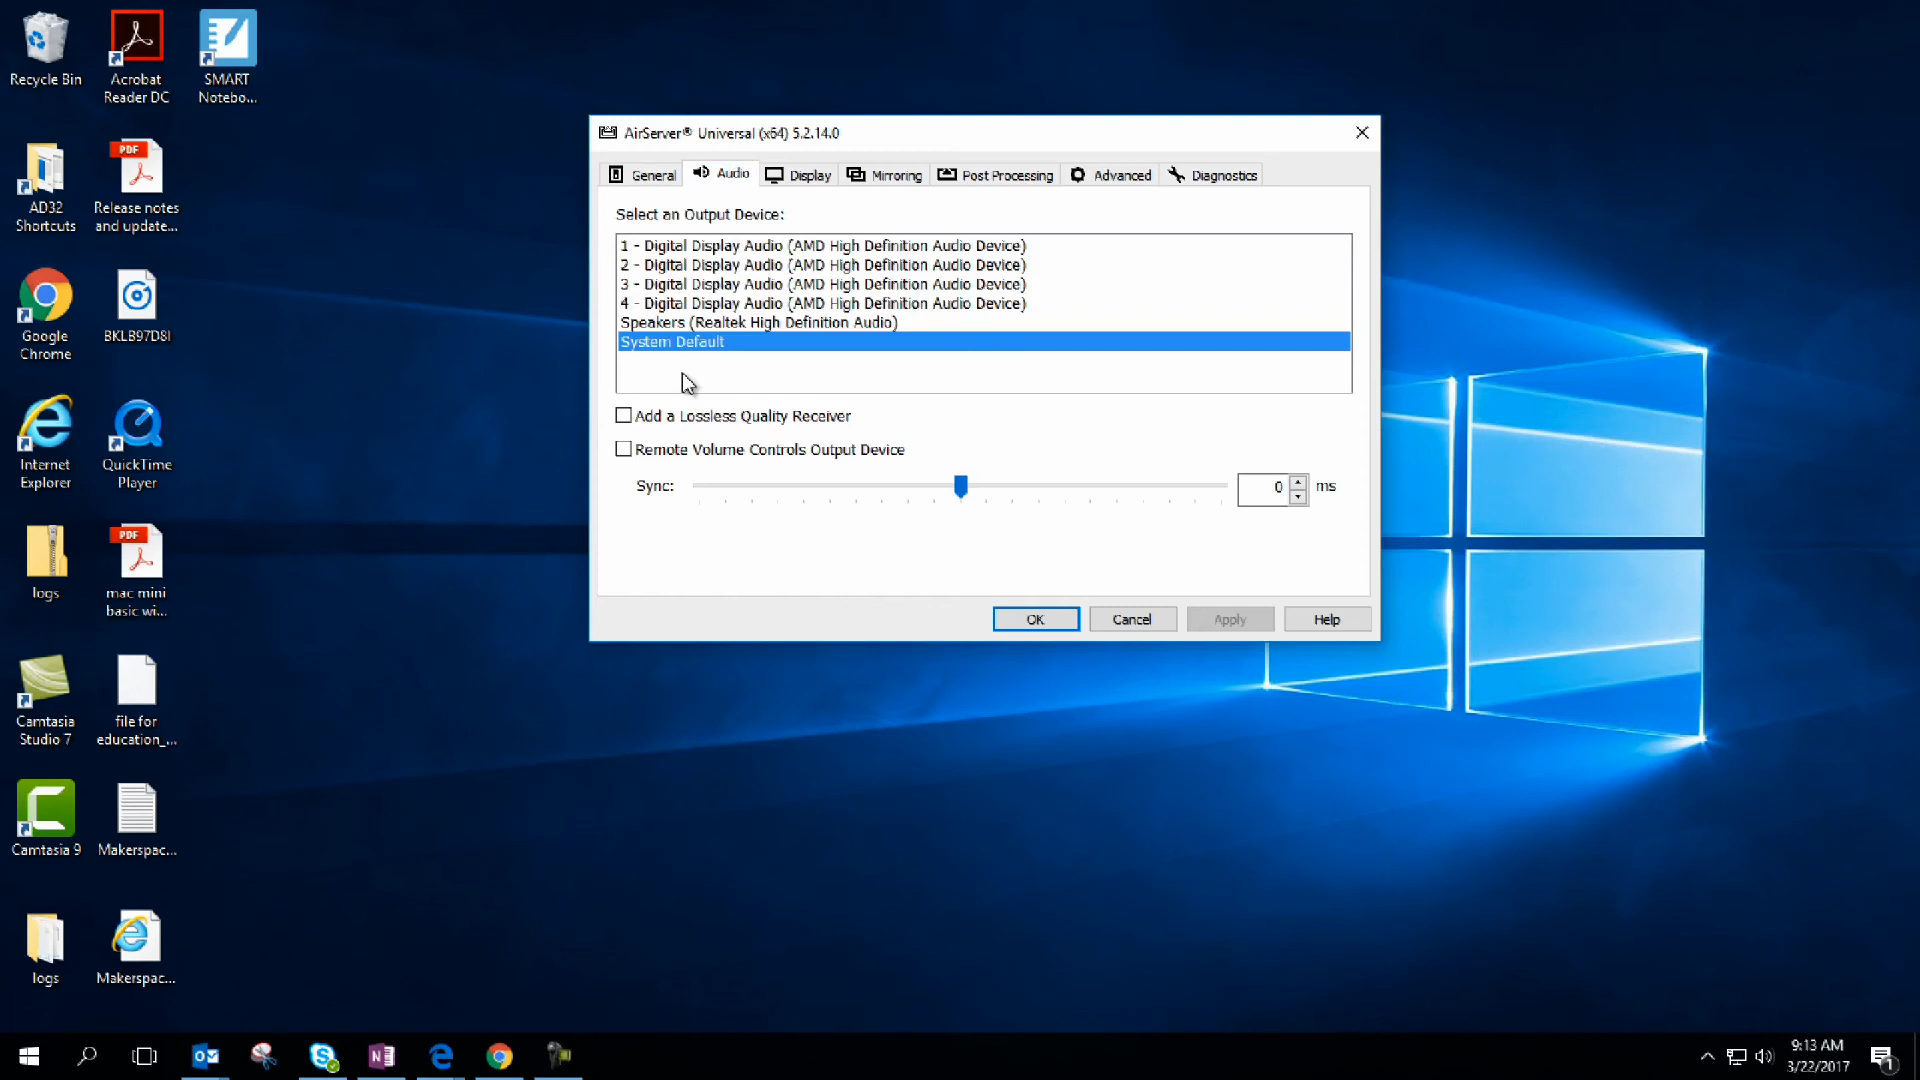 Recycle Bin
Acrobat
Reader DC
SMART
Notebo...
AD32
Shortcuts
PDF
Release notes
and update...
Google
Chrome
BKLB97D8I
Internet
Explorer
QuickTime
Player
logs
PDF
mac mini
basic wi...
Camtasia
Studio 7
file for
education_...
Camtasia 9
Makerspac...
logs
Makerspac...
AirServer® Universal (x64) 5.2.14.0
General
Audio
Display
Mirroring
Post Processing
Advanced
Diagnostics
Select an Output Device:
1 - Digital Display Audio (AMD High Definition Audio Device)
2 - Digital Display Audio (AMD High Definition Audio Device)
3 - Digital Display Audio (AMD High Definition Audio Device)
4 - Digital Display Audio (AMD High Definition Audio Device)
Speakers (Realtek High Definition Audio)
System Default
Add a Lossless Quality Receiver
Remote Volume Controls Output Device
Sync:
0
ms
OK
Cancel
Apply
Help
9:13 AM
3/22/2017
1